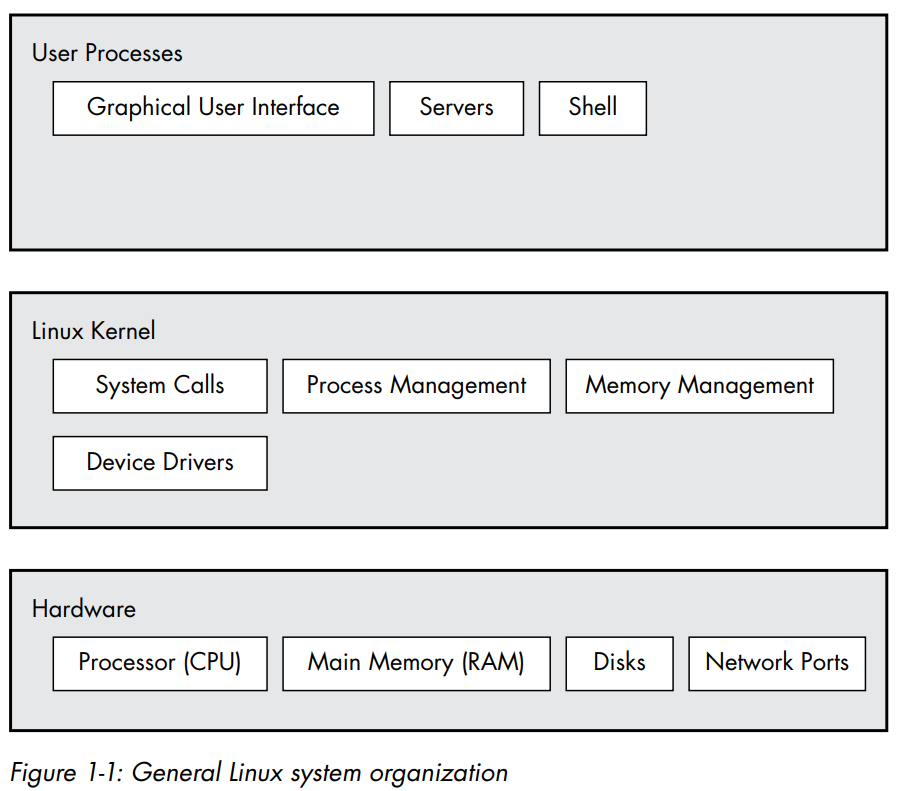 User Processes
Graphical User Interface
Servers
Shell
Linux Kernel
System Calls
Process Management
Memory Management
Device Drivers
Hardware
Processor (CPU)
Main Memory (RAM)
Disks
Network Ports
Figure 1-1: General Linux system organization